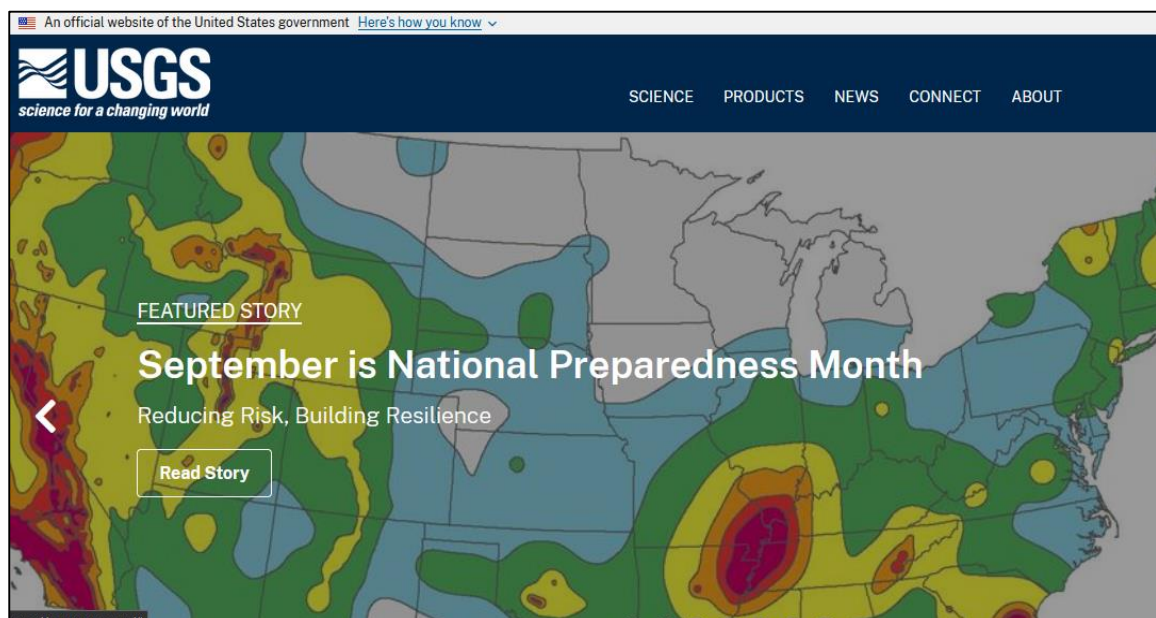 An official website of the United States government Here's how you know
USGS
science for a changing world
SCIENCE PRODUCTS NEWS CONNECT ABOUT
FEATURED STORY
September is National Preparedness Month
Reducing Risk, Building Resilience
Read Story